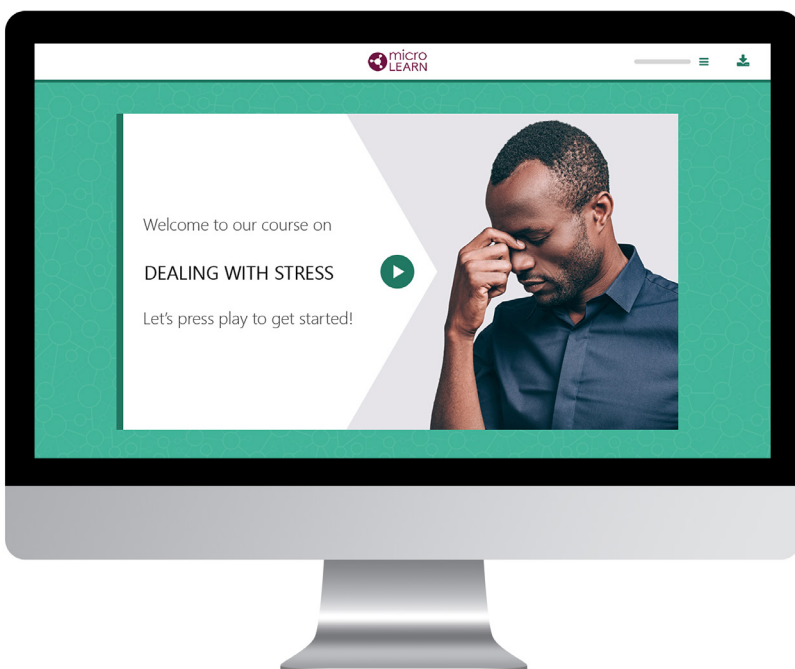 micro
LEARN
Welcome to our course on
DEALING WITH STRESS
Let's press play to get started!